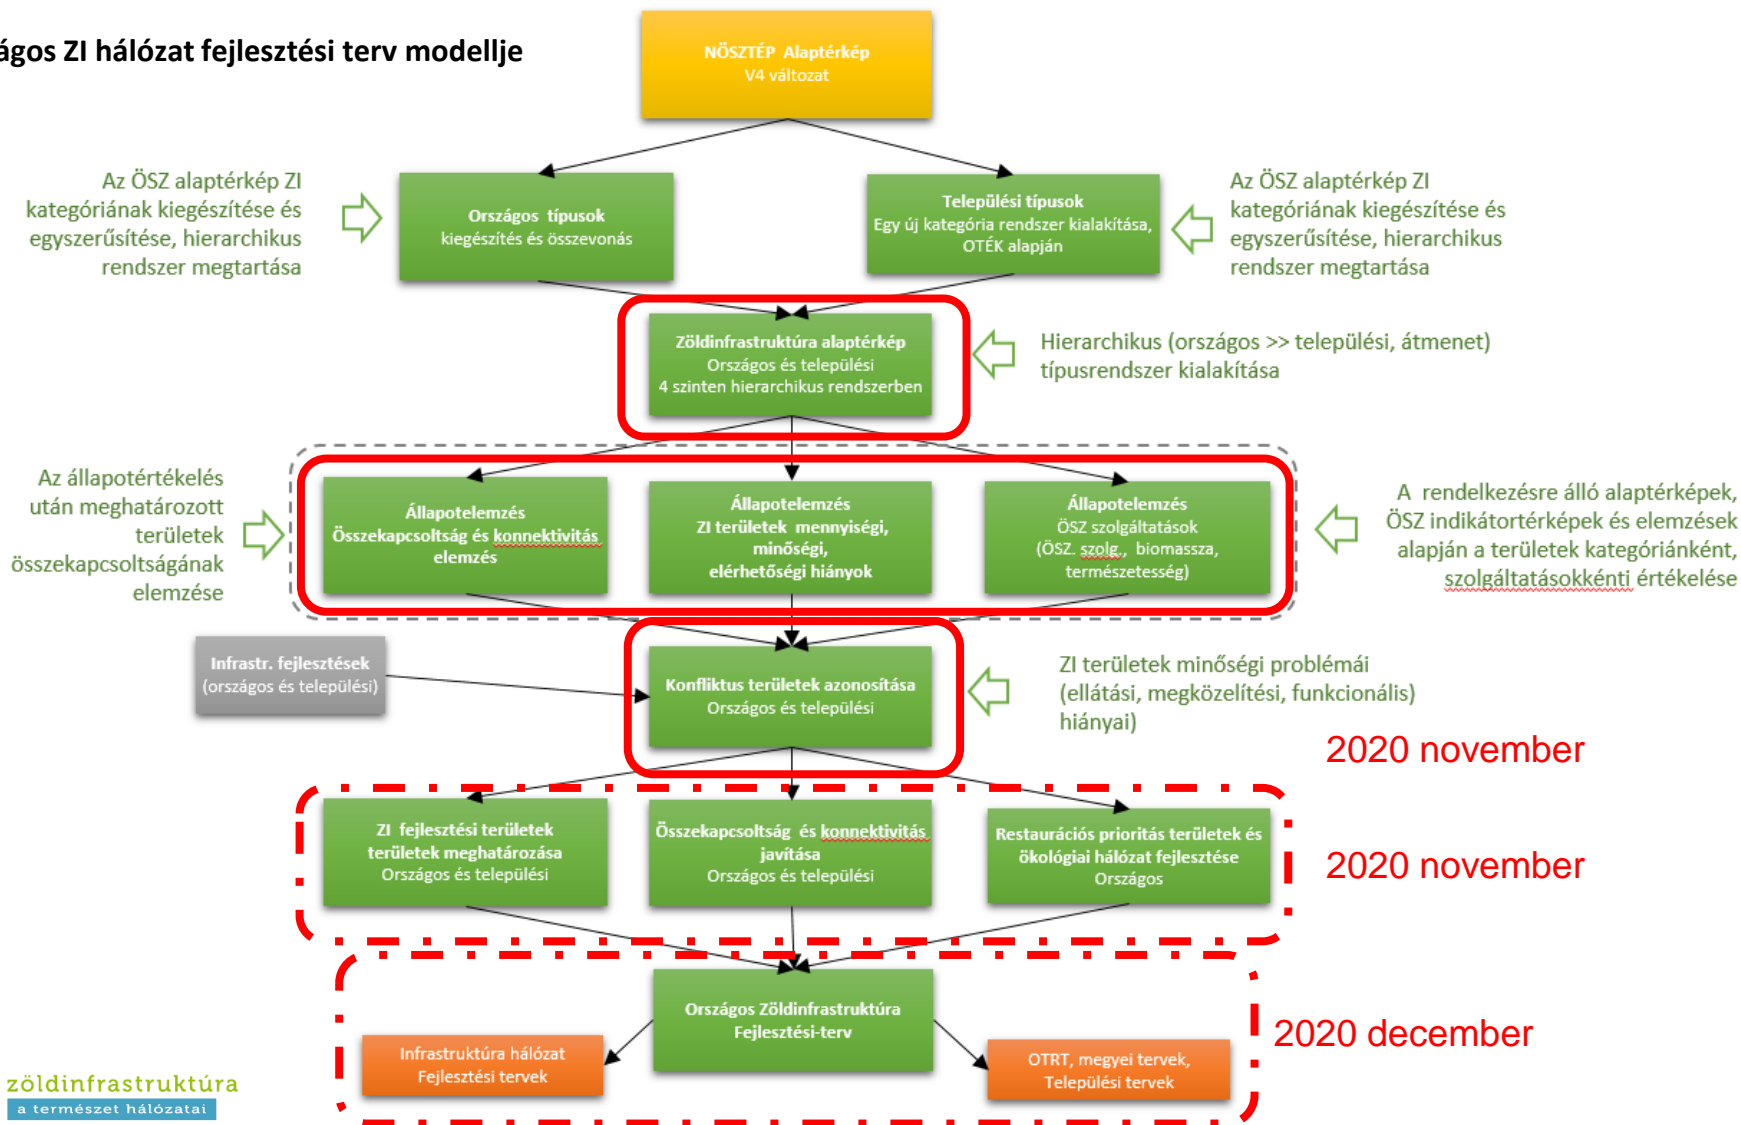 ágos ZI hálózat fejlesztési terv modellje
NÖSZTÉP Alaptérkép
V4 változat
Az ÖSZ alaptérkép ZI
kategóriának kiegészítése és
egyszerűsítése, hierarchikus
rendszer megtartása
Országos típusok
kiegészítés és összevonás
Települési típusok
Egy új kategória rendszer kialakítása,
OTÉK alapján
Az ÖSZ alaptérkép ZI
kategóriának kiegészítése és
egyszerűsítése, hierarchikus
rendszer megtartása
Zöldinfrastruktúra alaptérkép
Országos és települési
4 szinten hierarchikus rendszerben
Hierarchikus (országos >> települési, átmenet)
típusrendszer kialakítása
Az állapotértékelés
után meghatározott
területek
összekapcsoltságának
elemzése
Állapotelemzés
Összekapcsoltság és konnektivitás
elemzés
Állapotelemzés
ZI területek mennyiségi,
minőségi,
elérhetőségi hiányok
Állapotelemzés
ÖSZ szolgáltatások
(ÖSZ. szolg., biomassza,
természetesség)
A rendelkezésre álló alaptérképek,
ÖSZ indikátortérképek és elemzések
alapján a területek kategóriánként,
szolgáltatásokkénti értékelése
Infrastr. fejlesztések
(országos és települési)
Konfliktus területek azonosítása
Országos és települési
ZI területek minőségi problémái
(ellátási, megközelítési, funkcionális)
hiányai)
2020 november
ZI fejlesztési területek
területek meghatározása
Országos és települési
Összekapcsoltság és konnektivitás
javítása
Országos és települési
Restaurációs prioritás területek és
ökológiai hálózat fejlesztése
Országos
2020 november
Országos Zöldinfrastruktúra
Fejlesztési-terv
Infrastruktúra hálózat
Fejlesztési tervek
OTRT, megyei tervek,
Települési tervek
2020 december
zöldinfrastruktúra
a természet hálózatai